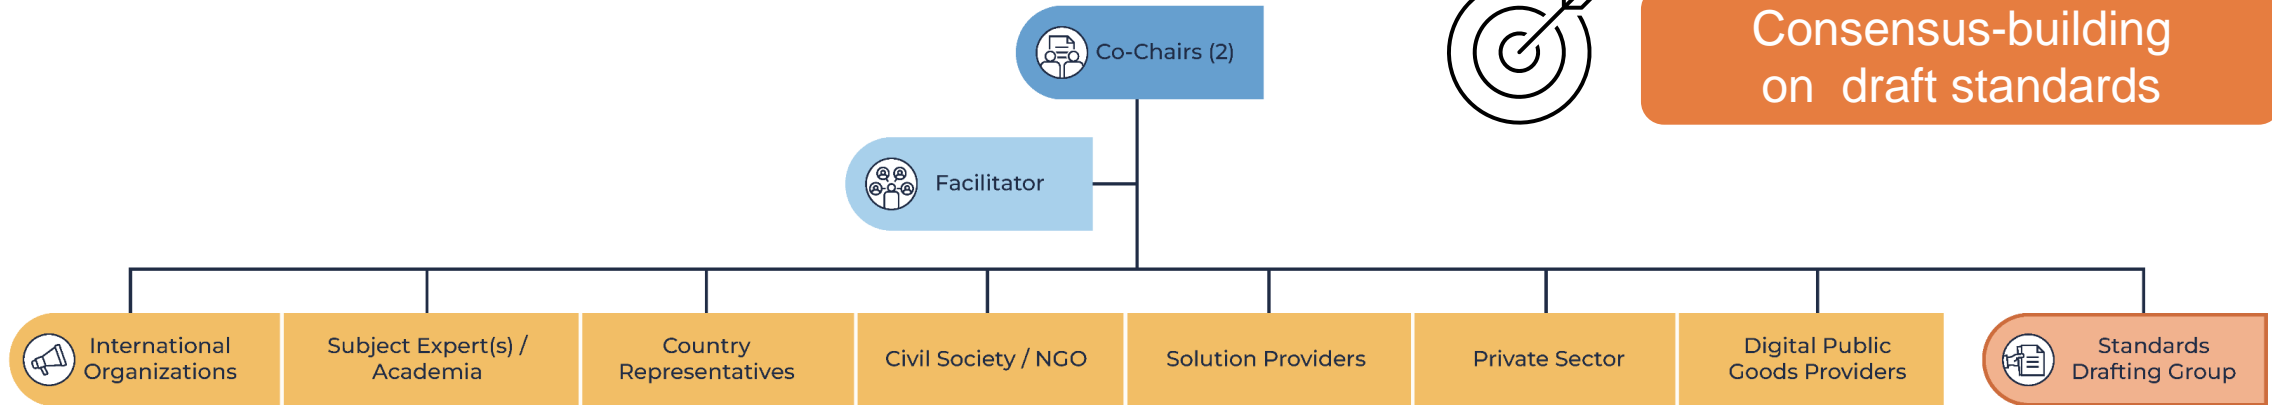 Consensus-building
on draft standards
Co-Chairs (2)
Facilitator
International
Organizations
Subject Expert(s) /
Academia
Country
Representatives
Civil Society / NGO
Solution Providers
Private Sector
Digital Public
Goods Providers
Standards
Drafting Group